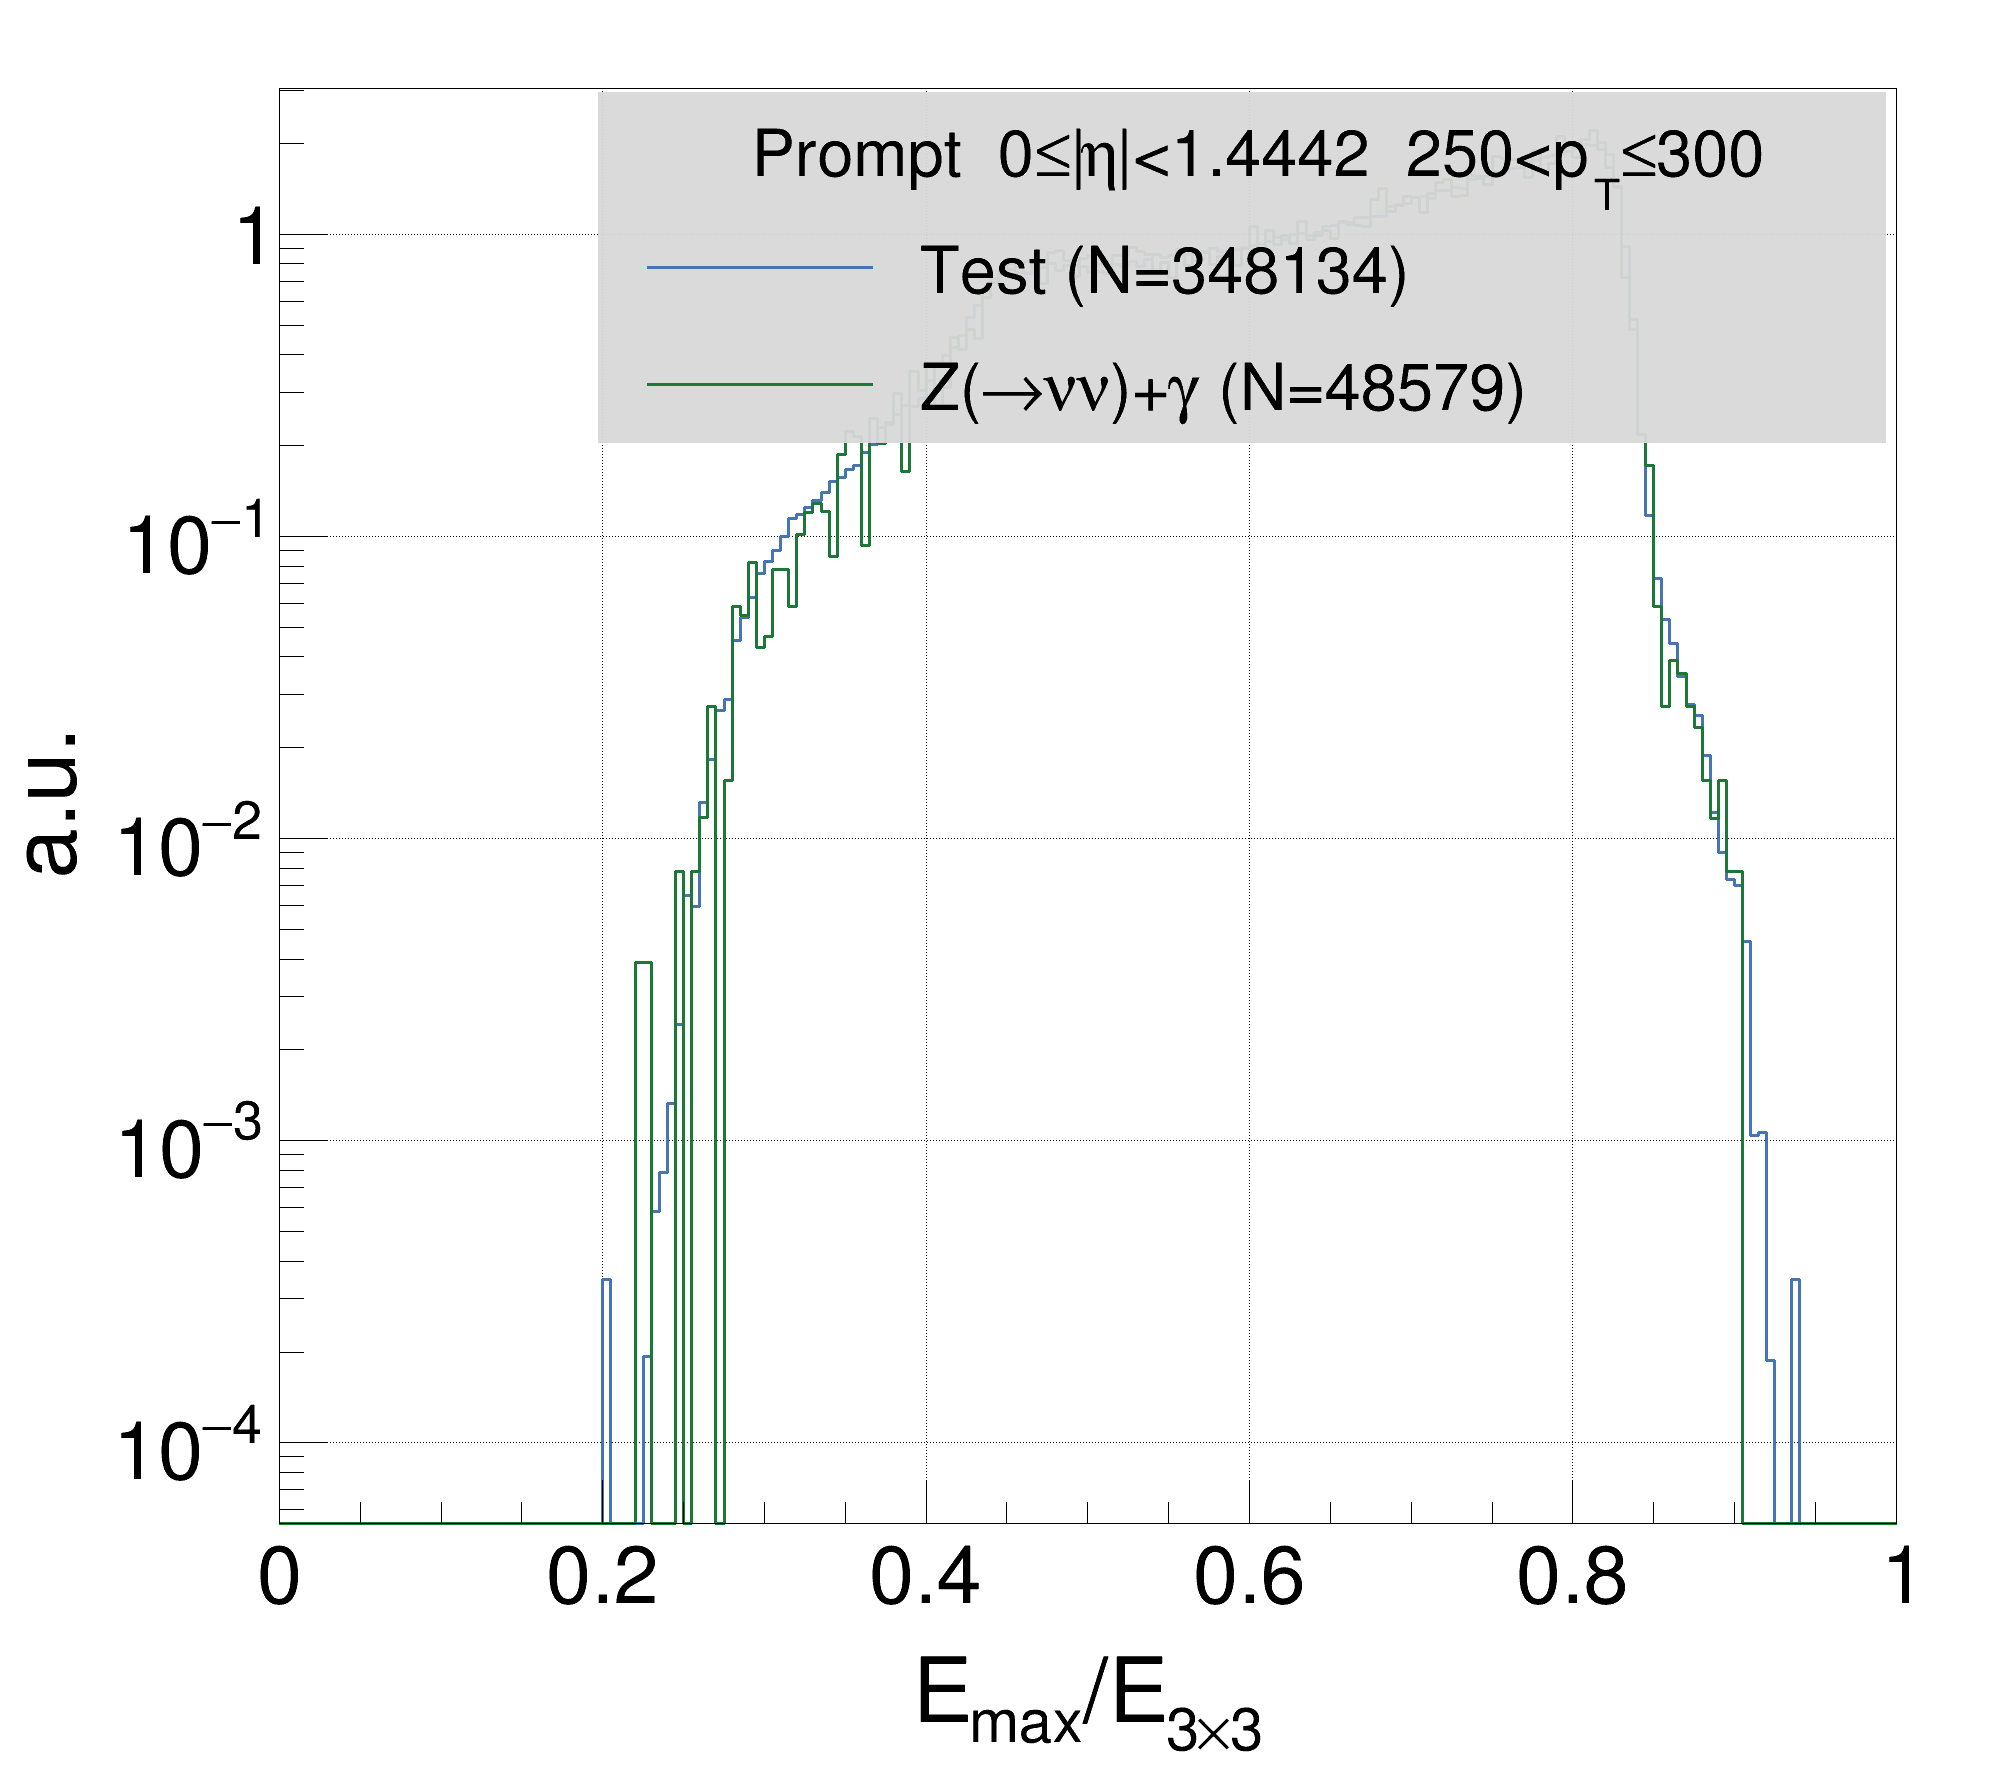 Prompt 0≤|η|<1.4442 250<p_T≤300
Test (N=348134)
Z(→νν)+γ (N=48579)
1
10⁻¹
10⁻²
10⁻³
10⁻⁴
a.u.
0 0.2 0.4 0.6 0.8 1
E_max/E_3×3